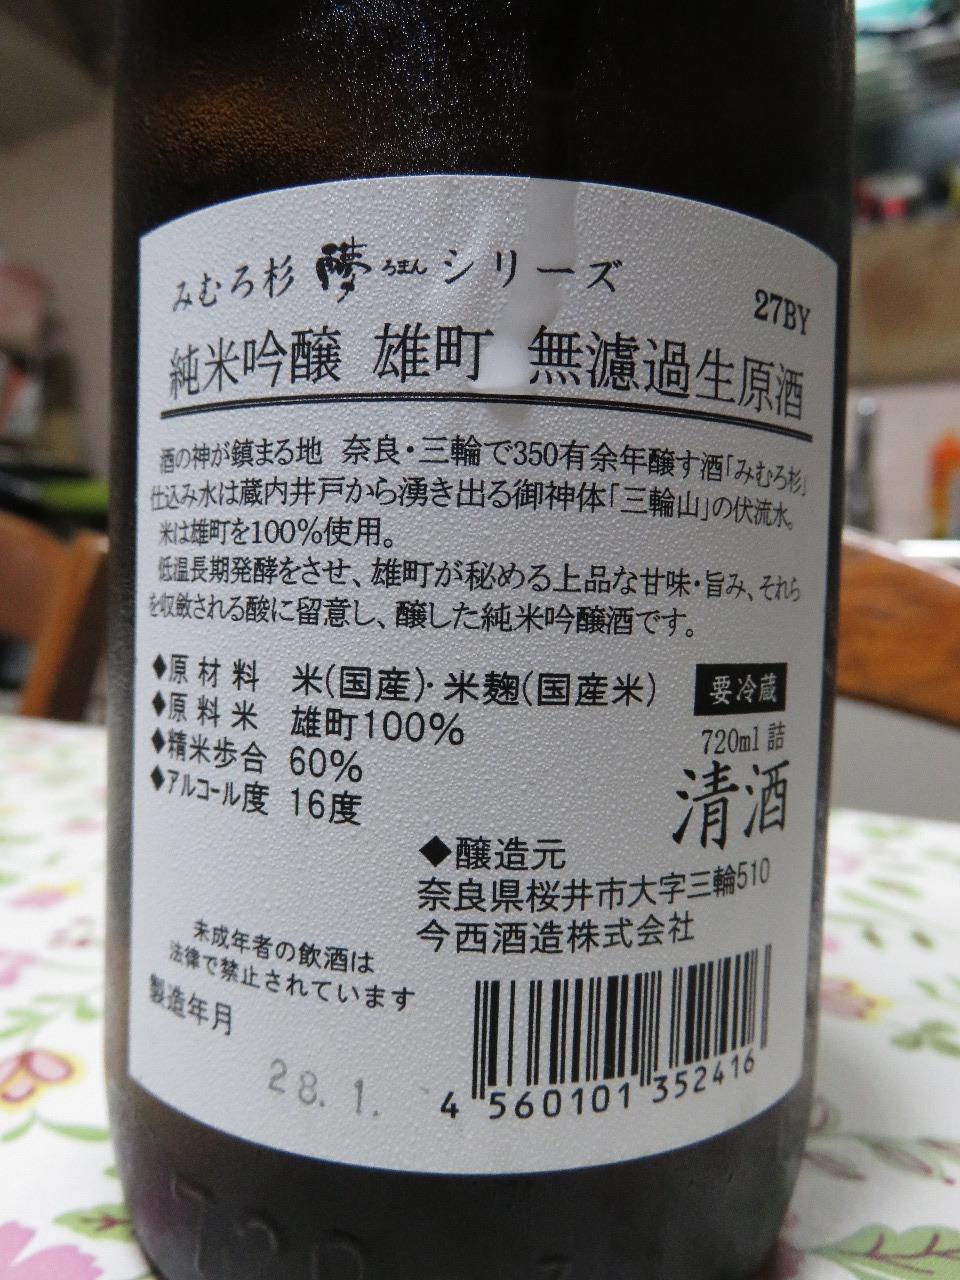 みむろ杉 夢 ろまん シリーズ
27BY
純米吟醸 雄町 無濾過生原酒
酒の神が鎮まる地 奈良・三輪で350有余年醸す酒「みむろ杉」
仕込み水は蔵内井戸から湧き出る御神体「三輪山」の伏流水。
米は雄町を100%使用。
低温長期発酵をさせ、雄町が秘める上品な甘味・旨み、それら
を収斂される酸に留意し、醸した純米吟醸酒です。
◆原材料 米(国産)・米麹(国産米)
◆原料米 雄町100%
◆精米歩合 60%
◆アルコール度 16度
要冷蔵
720ml詰
清酒
◆醸造元
奈良県桜井市大字三輪510
今西酒造株式会社
未成年者の飲酒は
法律で禁止されています
製造年月
28.1.
4 560101 352416
720